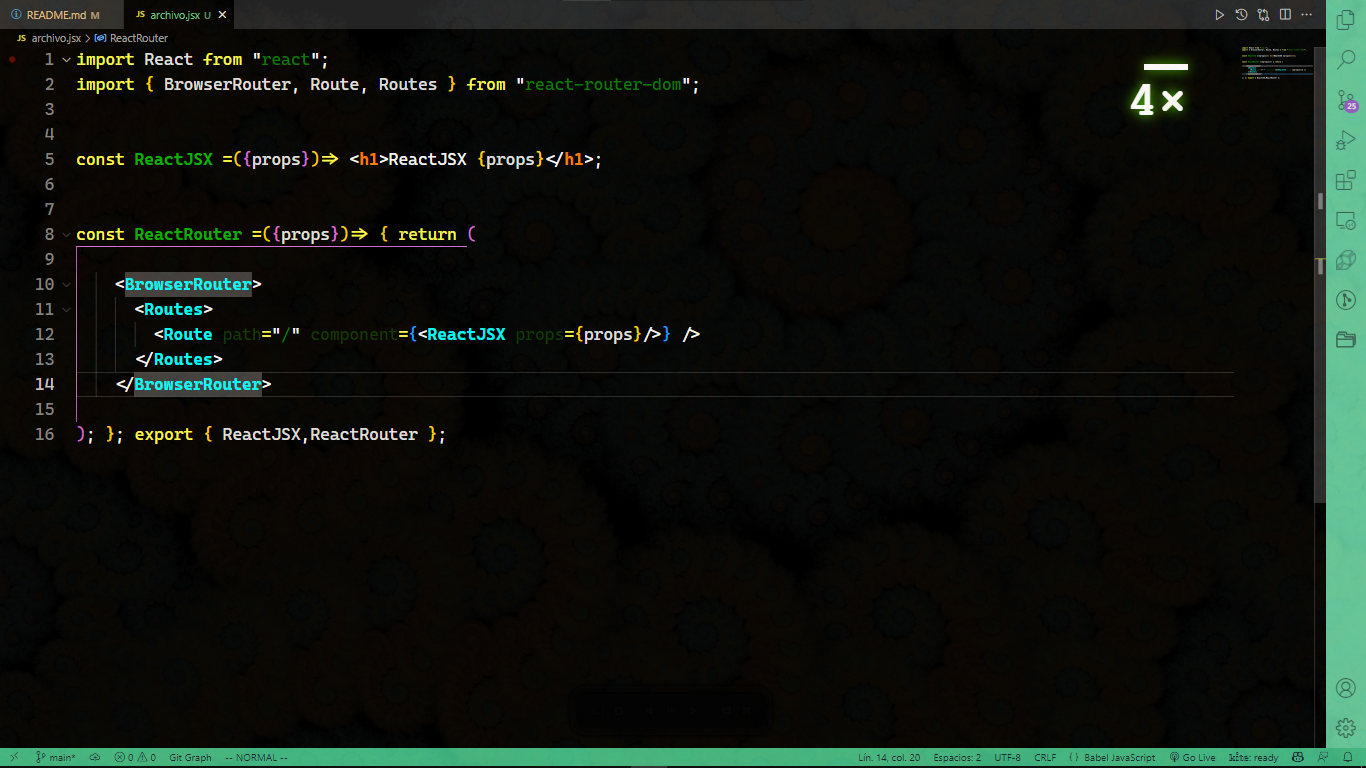 README.md M
JS archivo.jsx U
JS archivo.jsx > ReactRouter
1 import React from "react";
2 import { BrowserRouter, Route, Routes } from "react-router-dom";
3
4
5 const ReactJSX =({props})=> <h1>ReactJSX {props}</h1>;
6
7
8 const ReactRouter =({props})=> { return (
9
10 <BrowserRouter>
11 <Routes>
12 <Route path="/" component={<ReactJSX props={props}/>} />
13 </Routes>
14 </BrowserRouter>
15
16 ); }; export { ReactJSX,ReactRouter };
4×
25
main* 0 0 Git Graph -- NORMAL -- Lín. 14, col. 20 Espacios: 2 UTF-8 CRLF { } Babel JavaScript Go Live kite: ready